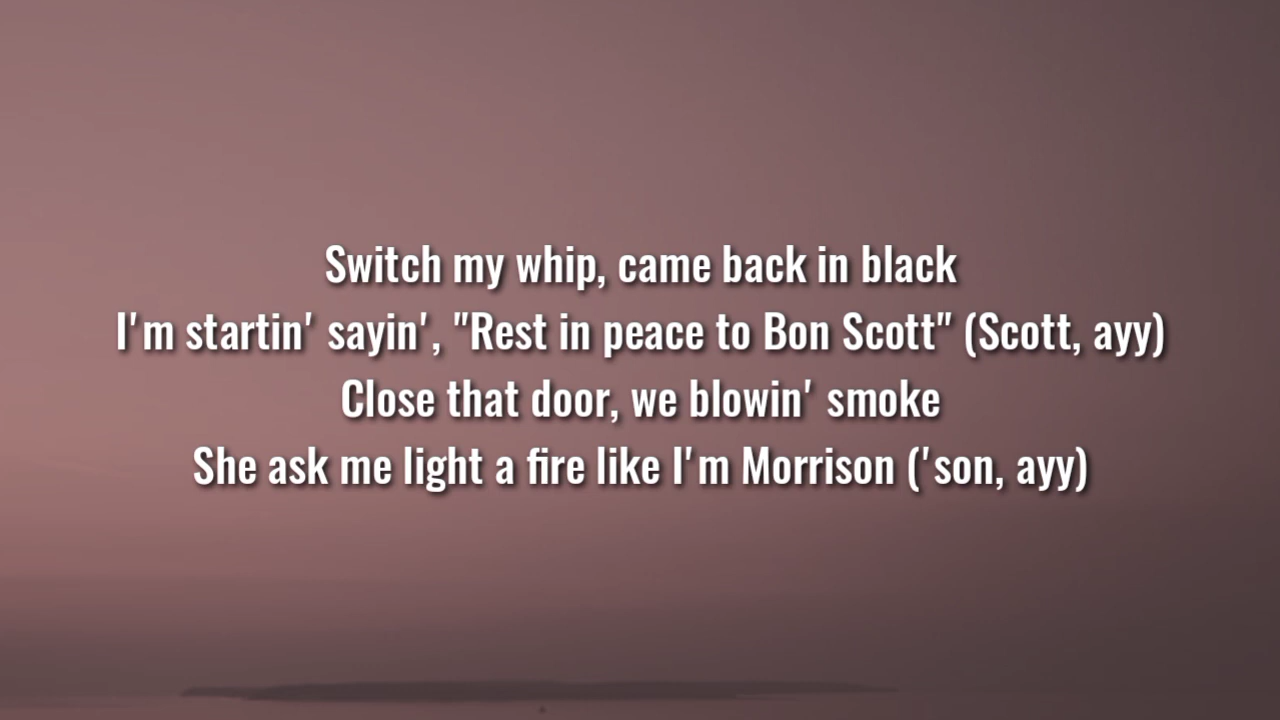 Switch my whip, came back in black
I'm startin' sayin', "Rest in peace to Bon Scott" (Scott, ayy)
Close that door, we blowin' smoke
She ask me light a fire like I'm Morrison ('son, ayy)